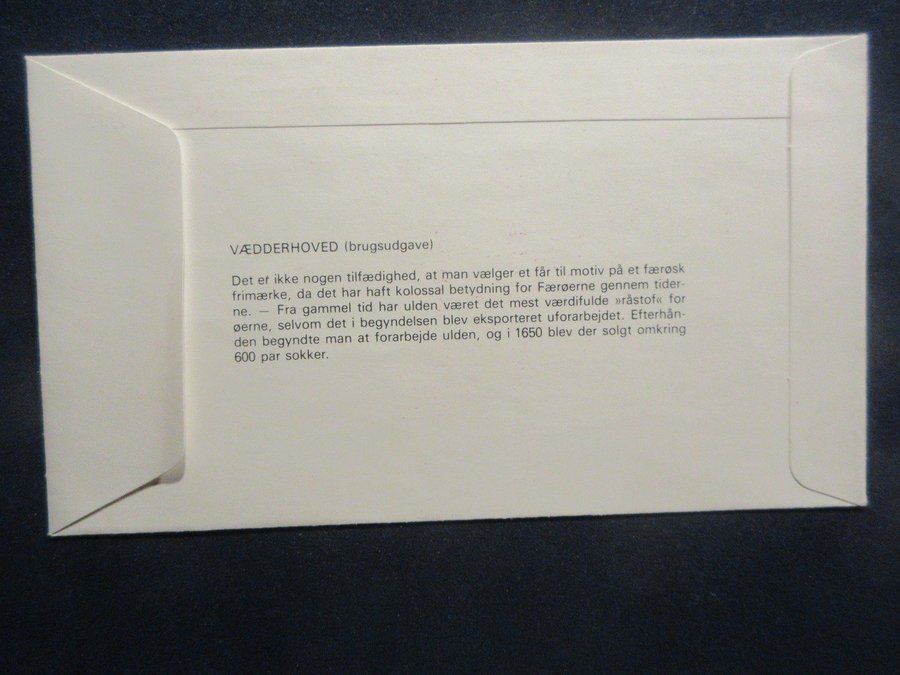 VÆDDERHOVED (brugsudgave)
Det er ikke nogen tilfædighed, at man vælger et får til motiv på et færøsk
frimærke, da det har haft kolossal betydning for Færøerne gennem tider-
ne. — Fra gammel tid har ulden været det mest værdifulde »råstof« for
øerne, selvom det i begyndelsen blev eksporteret uforarbejdet. Efterhån-
den begyndte man at forarbejde ulden, og i 1650 blev der solgt omkring
600 par sokker.